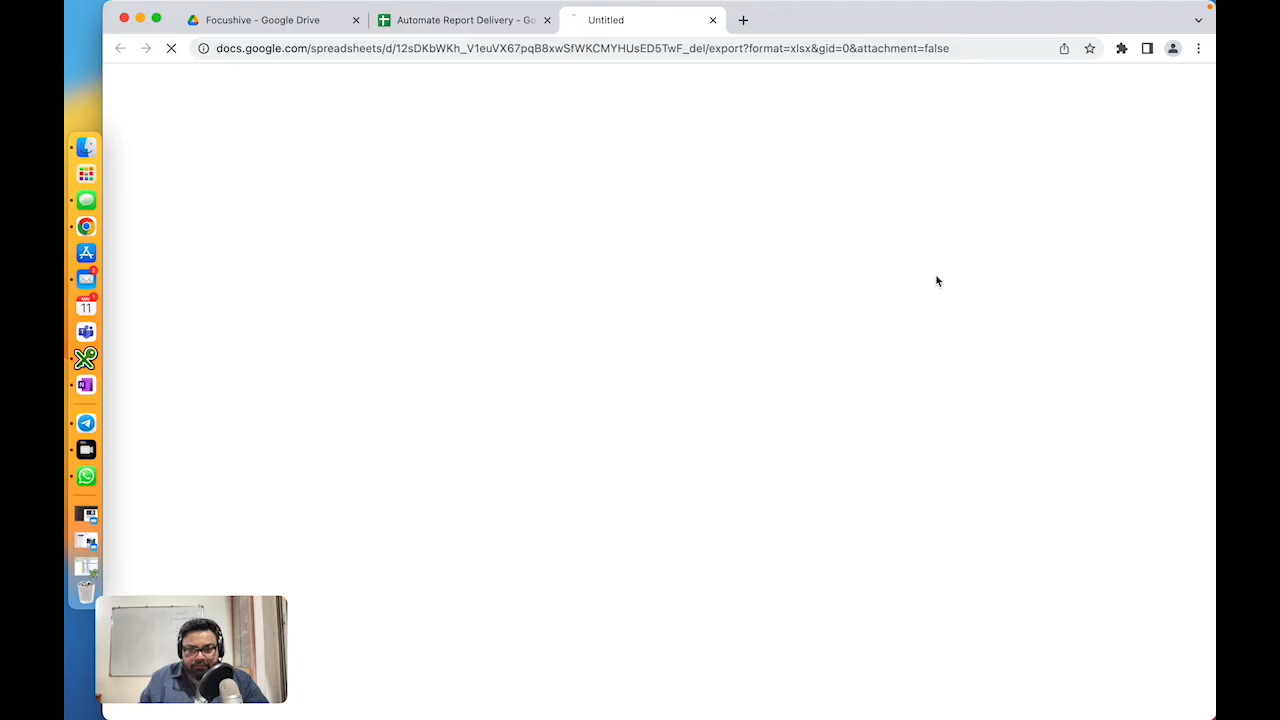 Focushive - Google Drive
Automate Report Delivery - Go
Untitled
docs.google.com/spreadsheets/d/12sDKbWKh_V1euVX67pqB8xwSfWKCMYHUsED5TwF_del/export?format=xlsx&gid=0&attachment=false
11